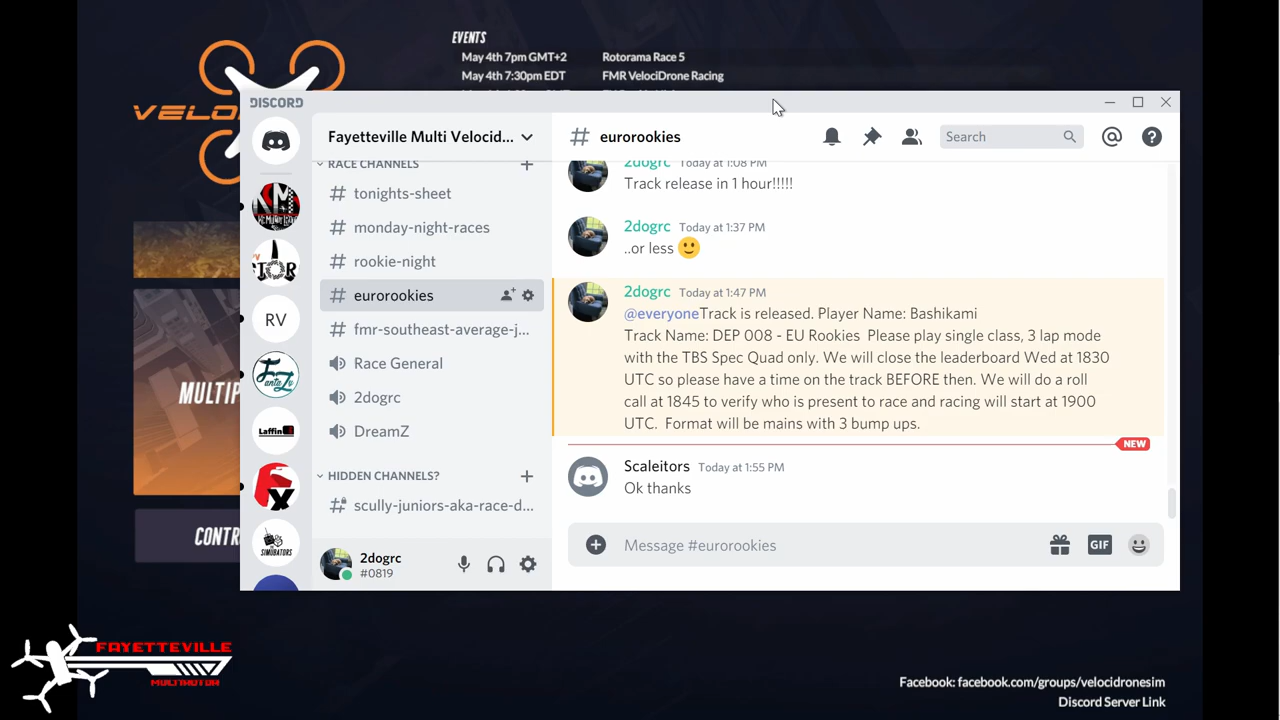 EVENTS
May 4th 7pm GMT+2 Rotorama Race 5
May 4th 7:30pm EDT FMR VelociDrone Racing
VELO
DISCORD
Fayetteville Multi Velocid...
# eurorookies
Search
RACE CHANNELS
# tonights-sheet
# monday-night-races
# rookie-night
# eurorookies
# fmr-southeast-average-j...
Race General
2dogrc
DreamZ
HIDDEN CHANNELS?
# scully-juniors-aka-race-d...
2dogrc
#0819
RV
Laffin
SIMUBATORS
2dogrc Today at 1:08 PM
Track release in 1 hour!!!!!
2dogrc Today at 1:37 PM
..or less 🙂
2dogrc Today at 1:47 PM
@everyoneTrack is released. Player Name: Bashikami
Track Name: DEP 008 - EU Rookies Please play single class, 3 lap mode
with the TBS Spec Quad only. We will close the leaderboard Wed at 1830
UTC so please have a time on the track BEFORE then. We will do a roll
call at 1845 to verify who is present to race and racing will start at 1900
UTC. Format will be mains with 3 bump ups.
NEW
Scaleitors Today at 1:55 PM
Ok thanks
Message #eurorookies
GIF
MULTIP
CONTR
FAYETTEVILLE
MULTIROTOR
Facebook: facebook.com/groups/velocidronesim
Discord Server Link